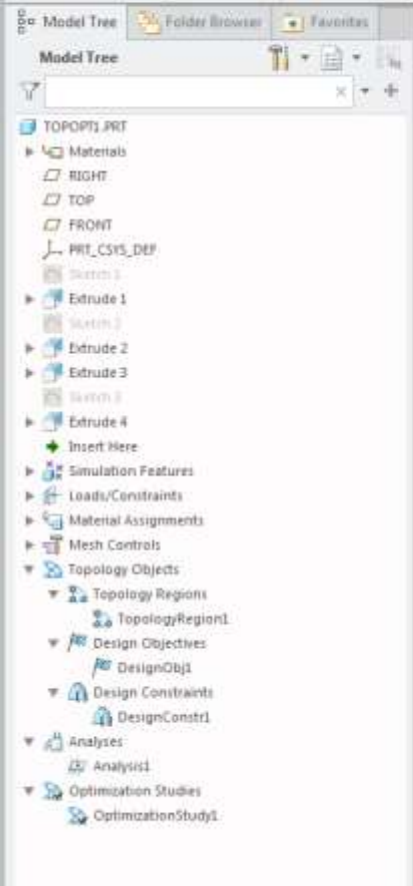 Model Tree Folder Browser Favorites
Model Tree
TOPOPT1.PRT
Materials
RIGHT
TOP
FRONT
PRT_CSYS_DEF
Sketch 1
Extrude 1
Sketch 2
Extrude 2
Extrude 3
Sketch 3
Extrude 4
Insert Here
Simulation Features
Loads/Constraints
Material Assignments
Mesh Controls
Topology Objects
Topology Regions
TopologyRegion1
Design Objectives
DesignObj1
Design Constraints
DesignConstr1
Analyses
Analysis1
Optimization Studies
OptimizationStudy1